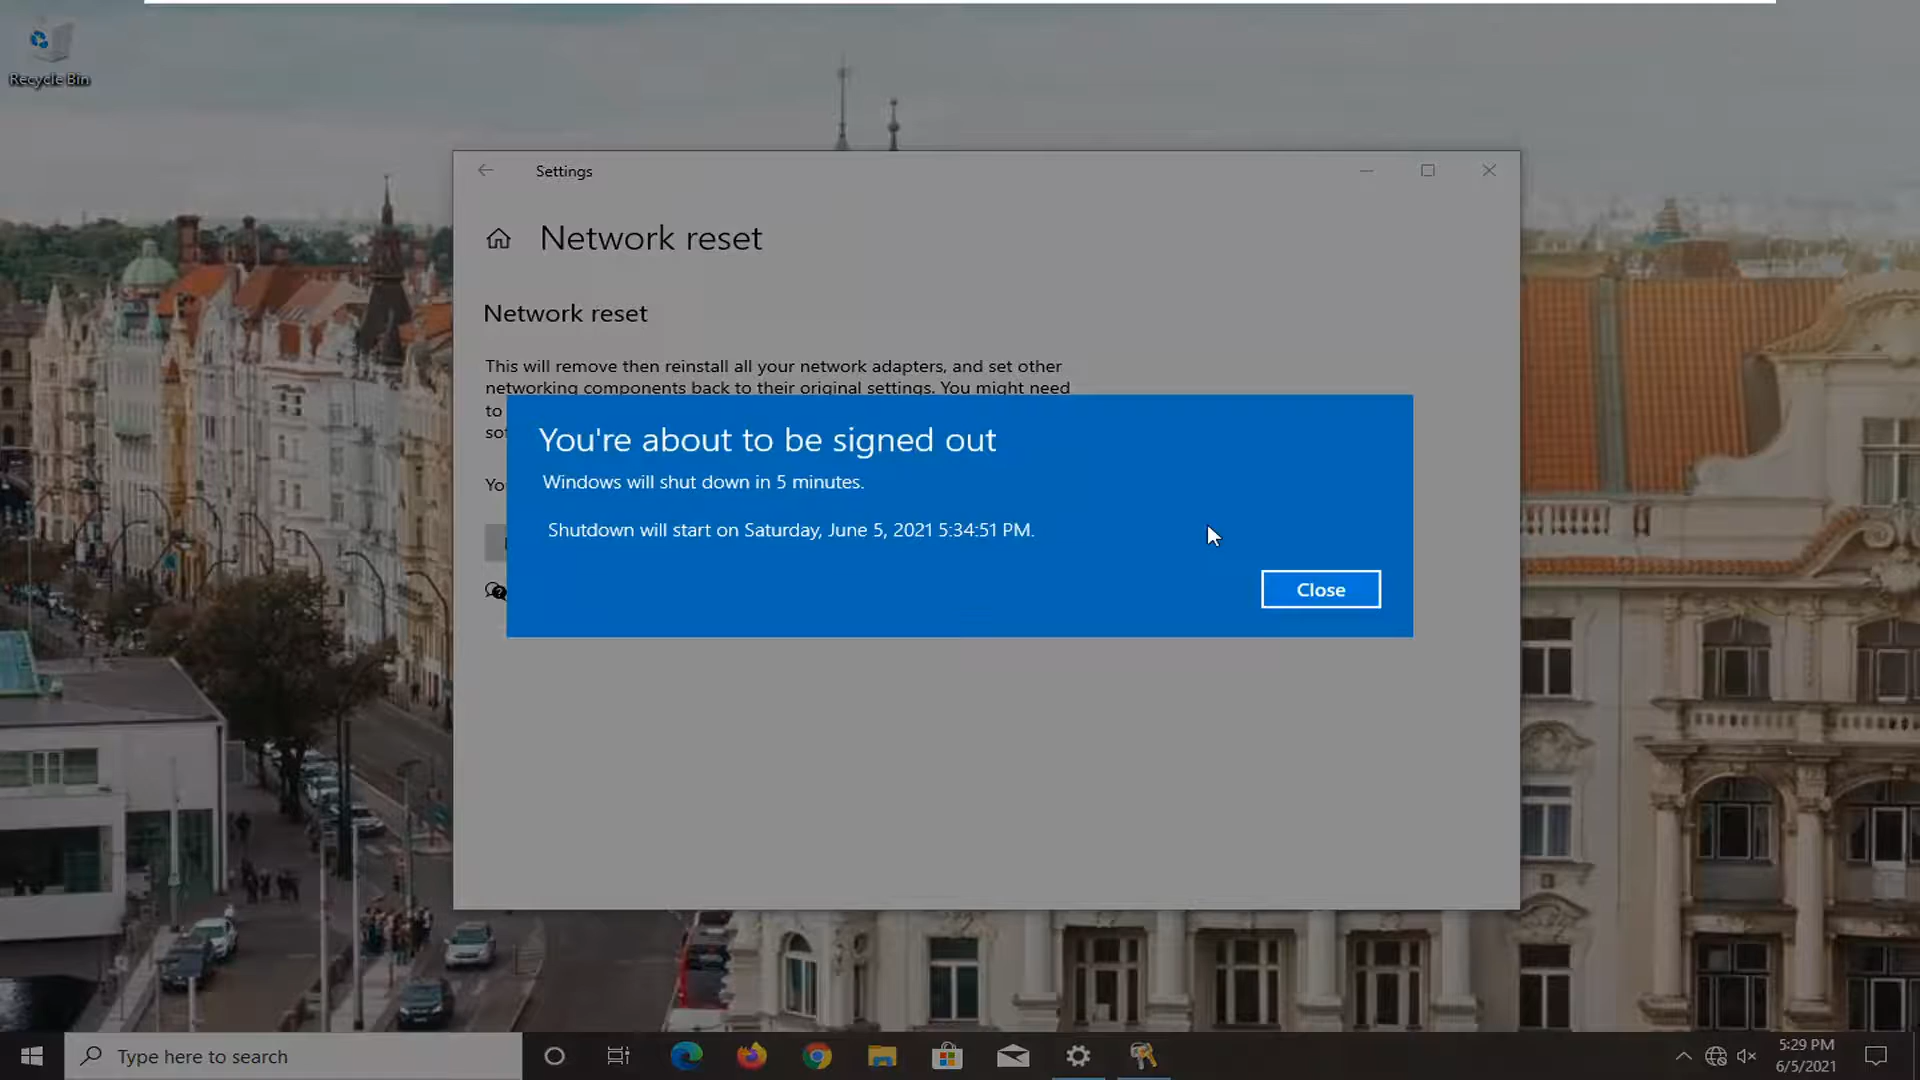 Recycle Bin
Settings
Network reset
Network reset
This will remove then reinstall all your network adapters, and set other
networking components back to their original settings. You might need
to
You're about to be signed out
Windows will shut down in 5 minutes.
Shutdown will start on Saturday, June 5, 2021 5:34:51 PM.
Close
Type here to search
5:29 PM
6/5/2021